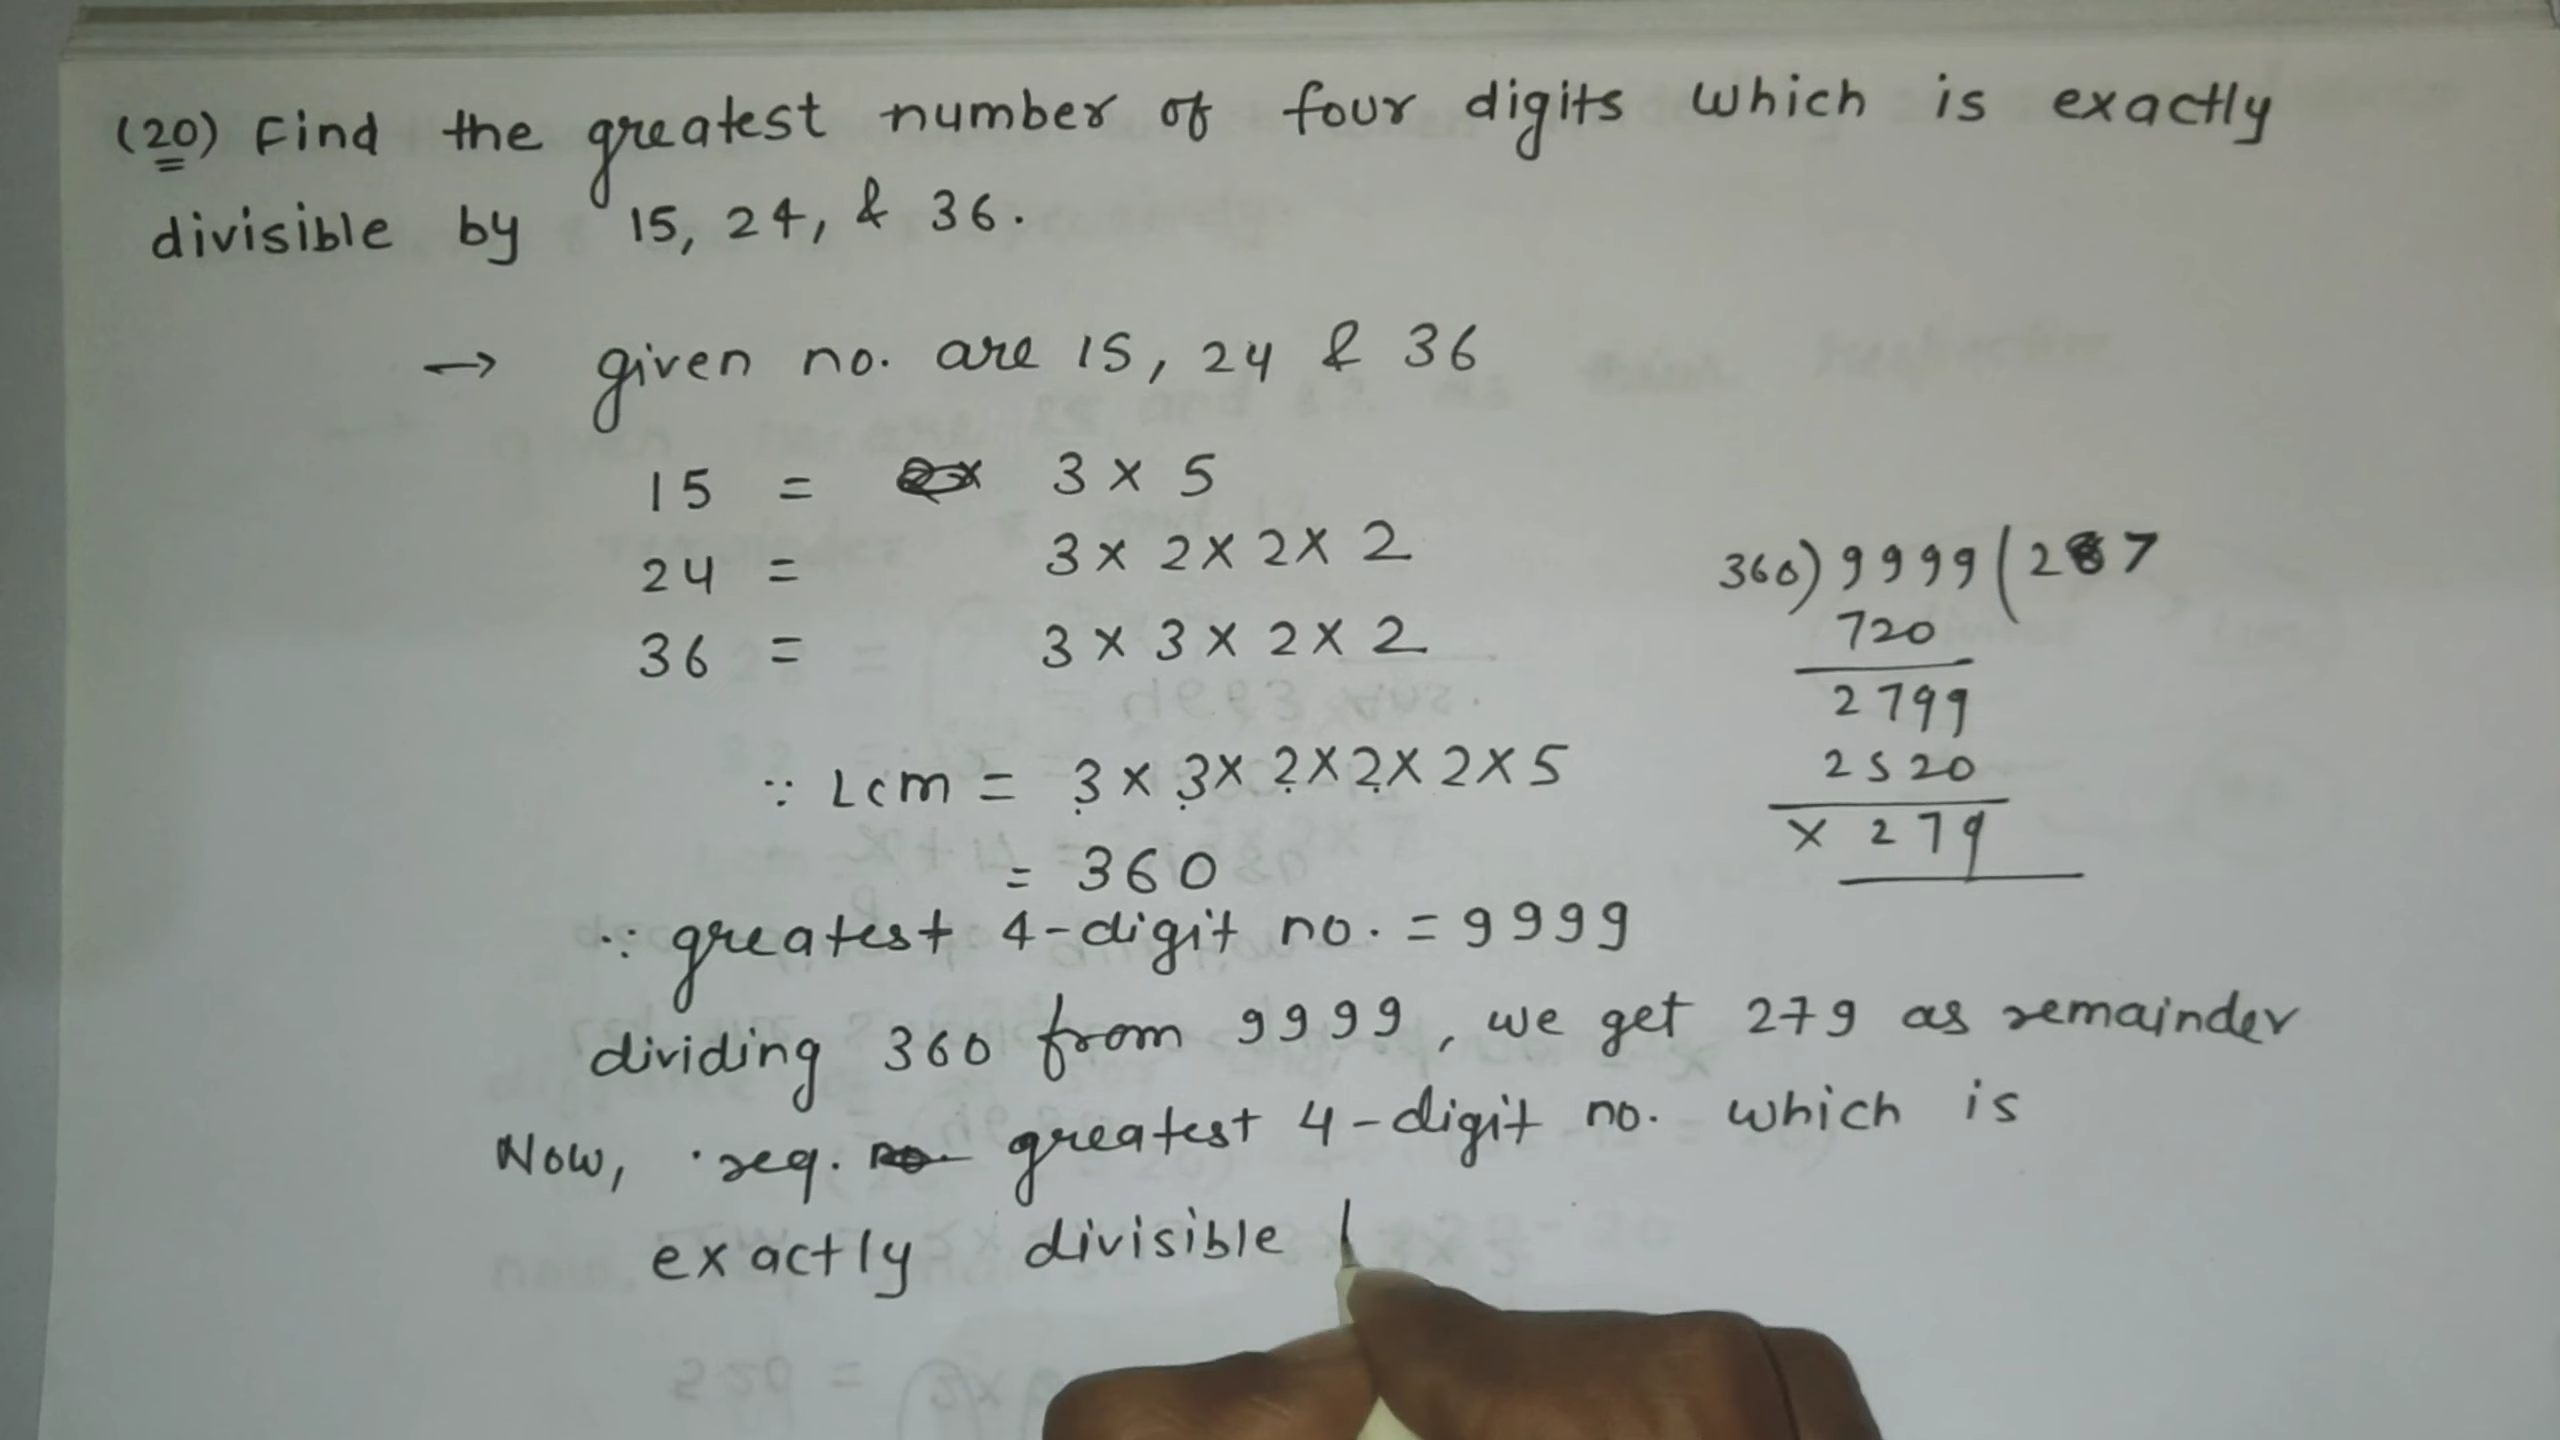 (20) Find the greatest number of four digits which is exactly
divisible by 15, 24, & 36.
→ given no. are 15, 24 & 36
15 = 3 × 5
24 = 3 × 2 × 2 × 2
36 = 3 × 3 × 2 × 2
∵ Lcm = 3 × 3 × 2 × 2 × 2 × 5
= 360
∵ greatest 4-digit no. = 9999
dividing 360 from 9999, we get 279 as remainder
Now, req. greatest 4-digit no. which is
exactly divisible
360) 9999 ( 2 7
720
2799
2520
× 279